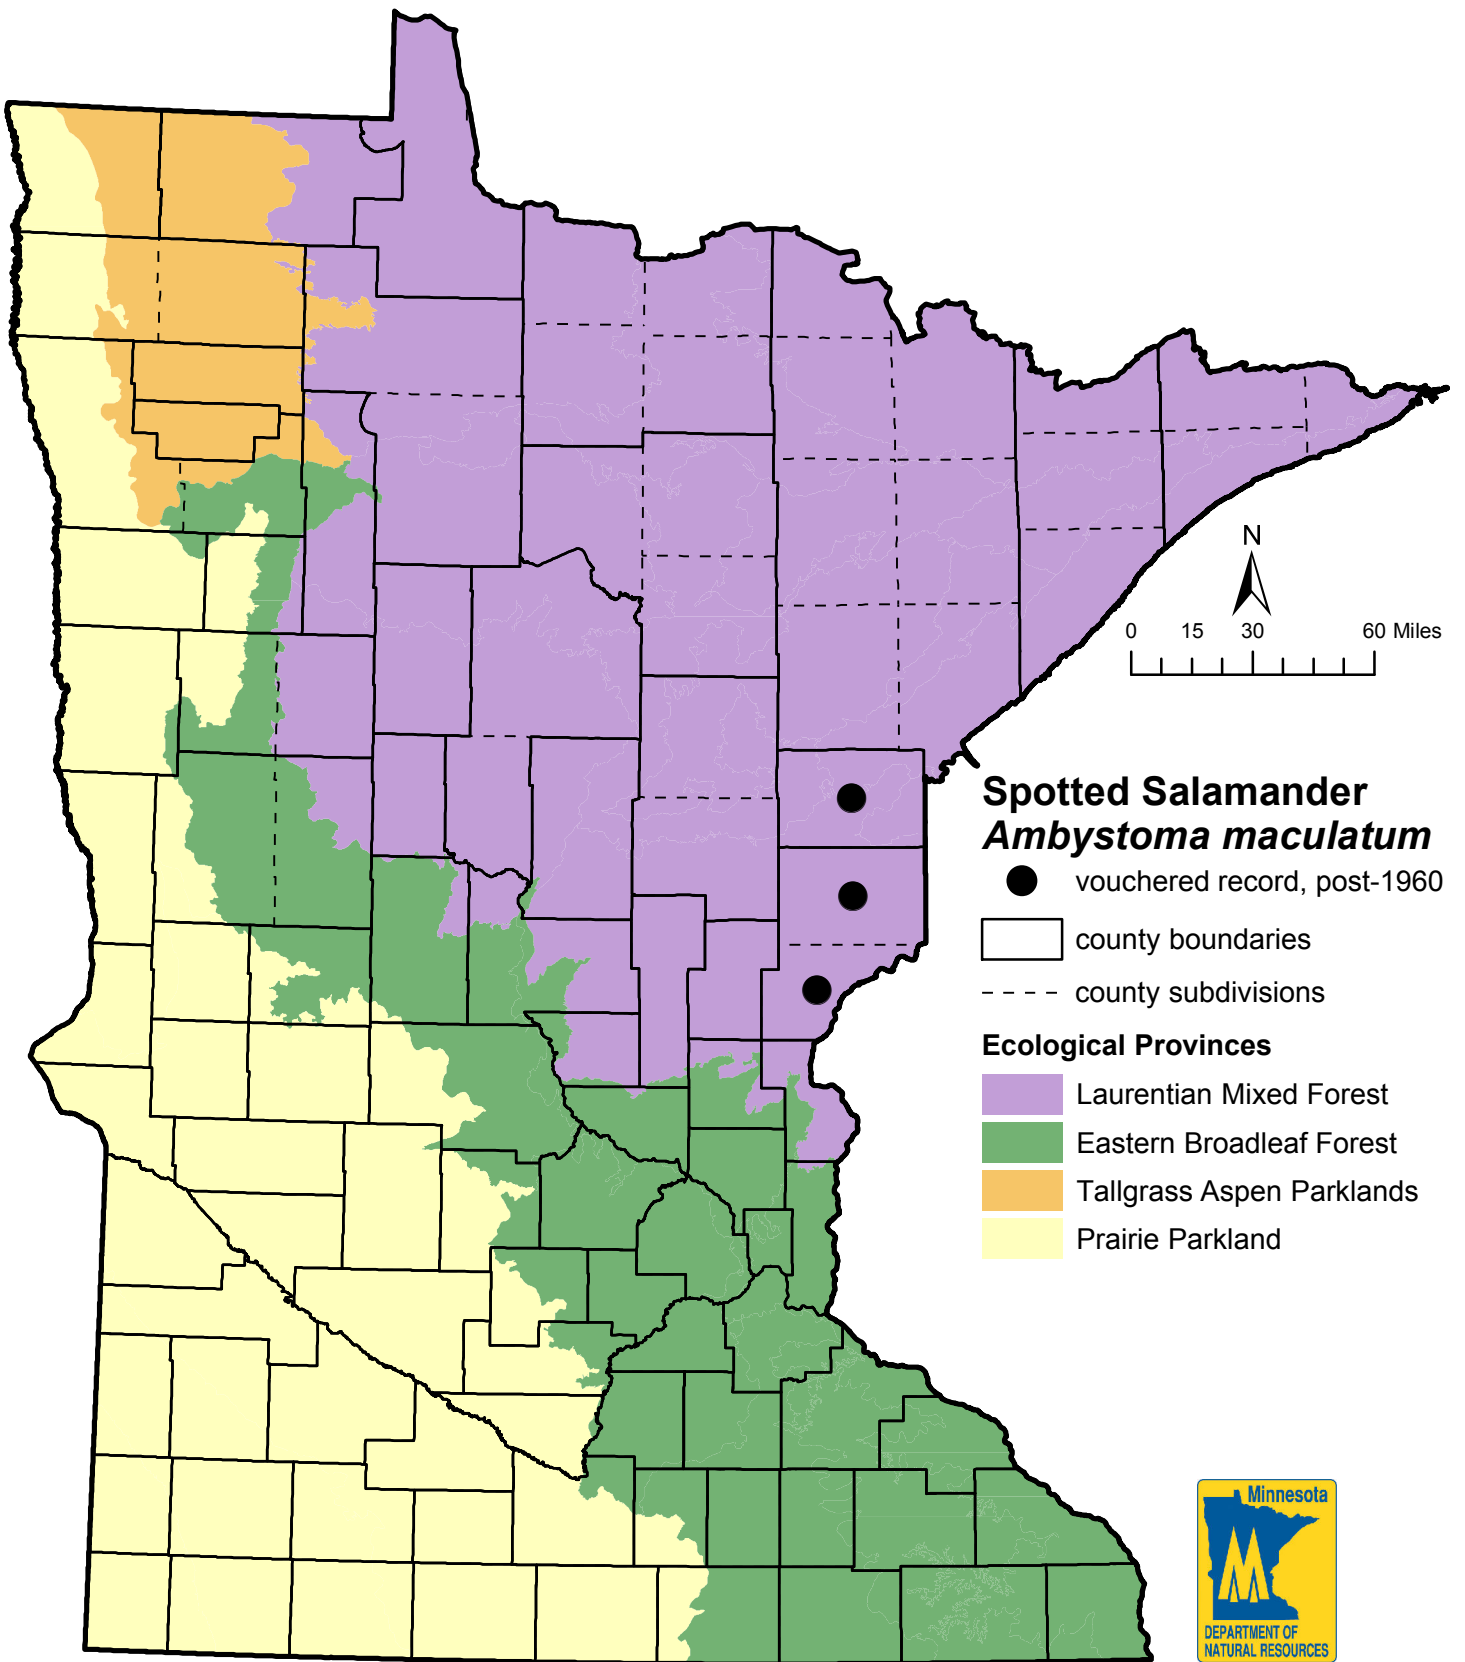 N
0 15 30 60 Miles
Spotted Salamander
Ambystoma maculatum
vouchered record, post-1960
county boundaries
county subdivisions
Ecological Provinces
Laurentian Mixed Forest
Eastern Broadleaf Forest
Tallgrass Aspen Parklands
Prairie Parkland
Minnesota
DEPARTMENT OF
NATURAL RESOURCES